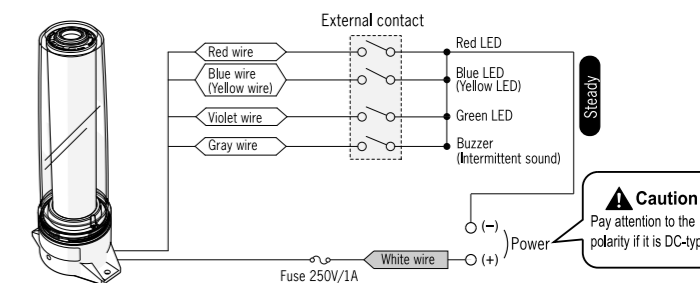 External contact
Red wire
Red LED
Blue wire
(Yellow wire)
Blue LED
(Yellow LED)
Violet wire
Green LED
Gray wire
Buzzer
(Intermittent sound)
Steady
(−)
Power
(+)
White wire
Fuse 250V/1A
Caution
Pay attention to the
polarity if it is DC-typ